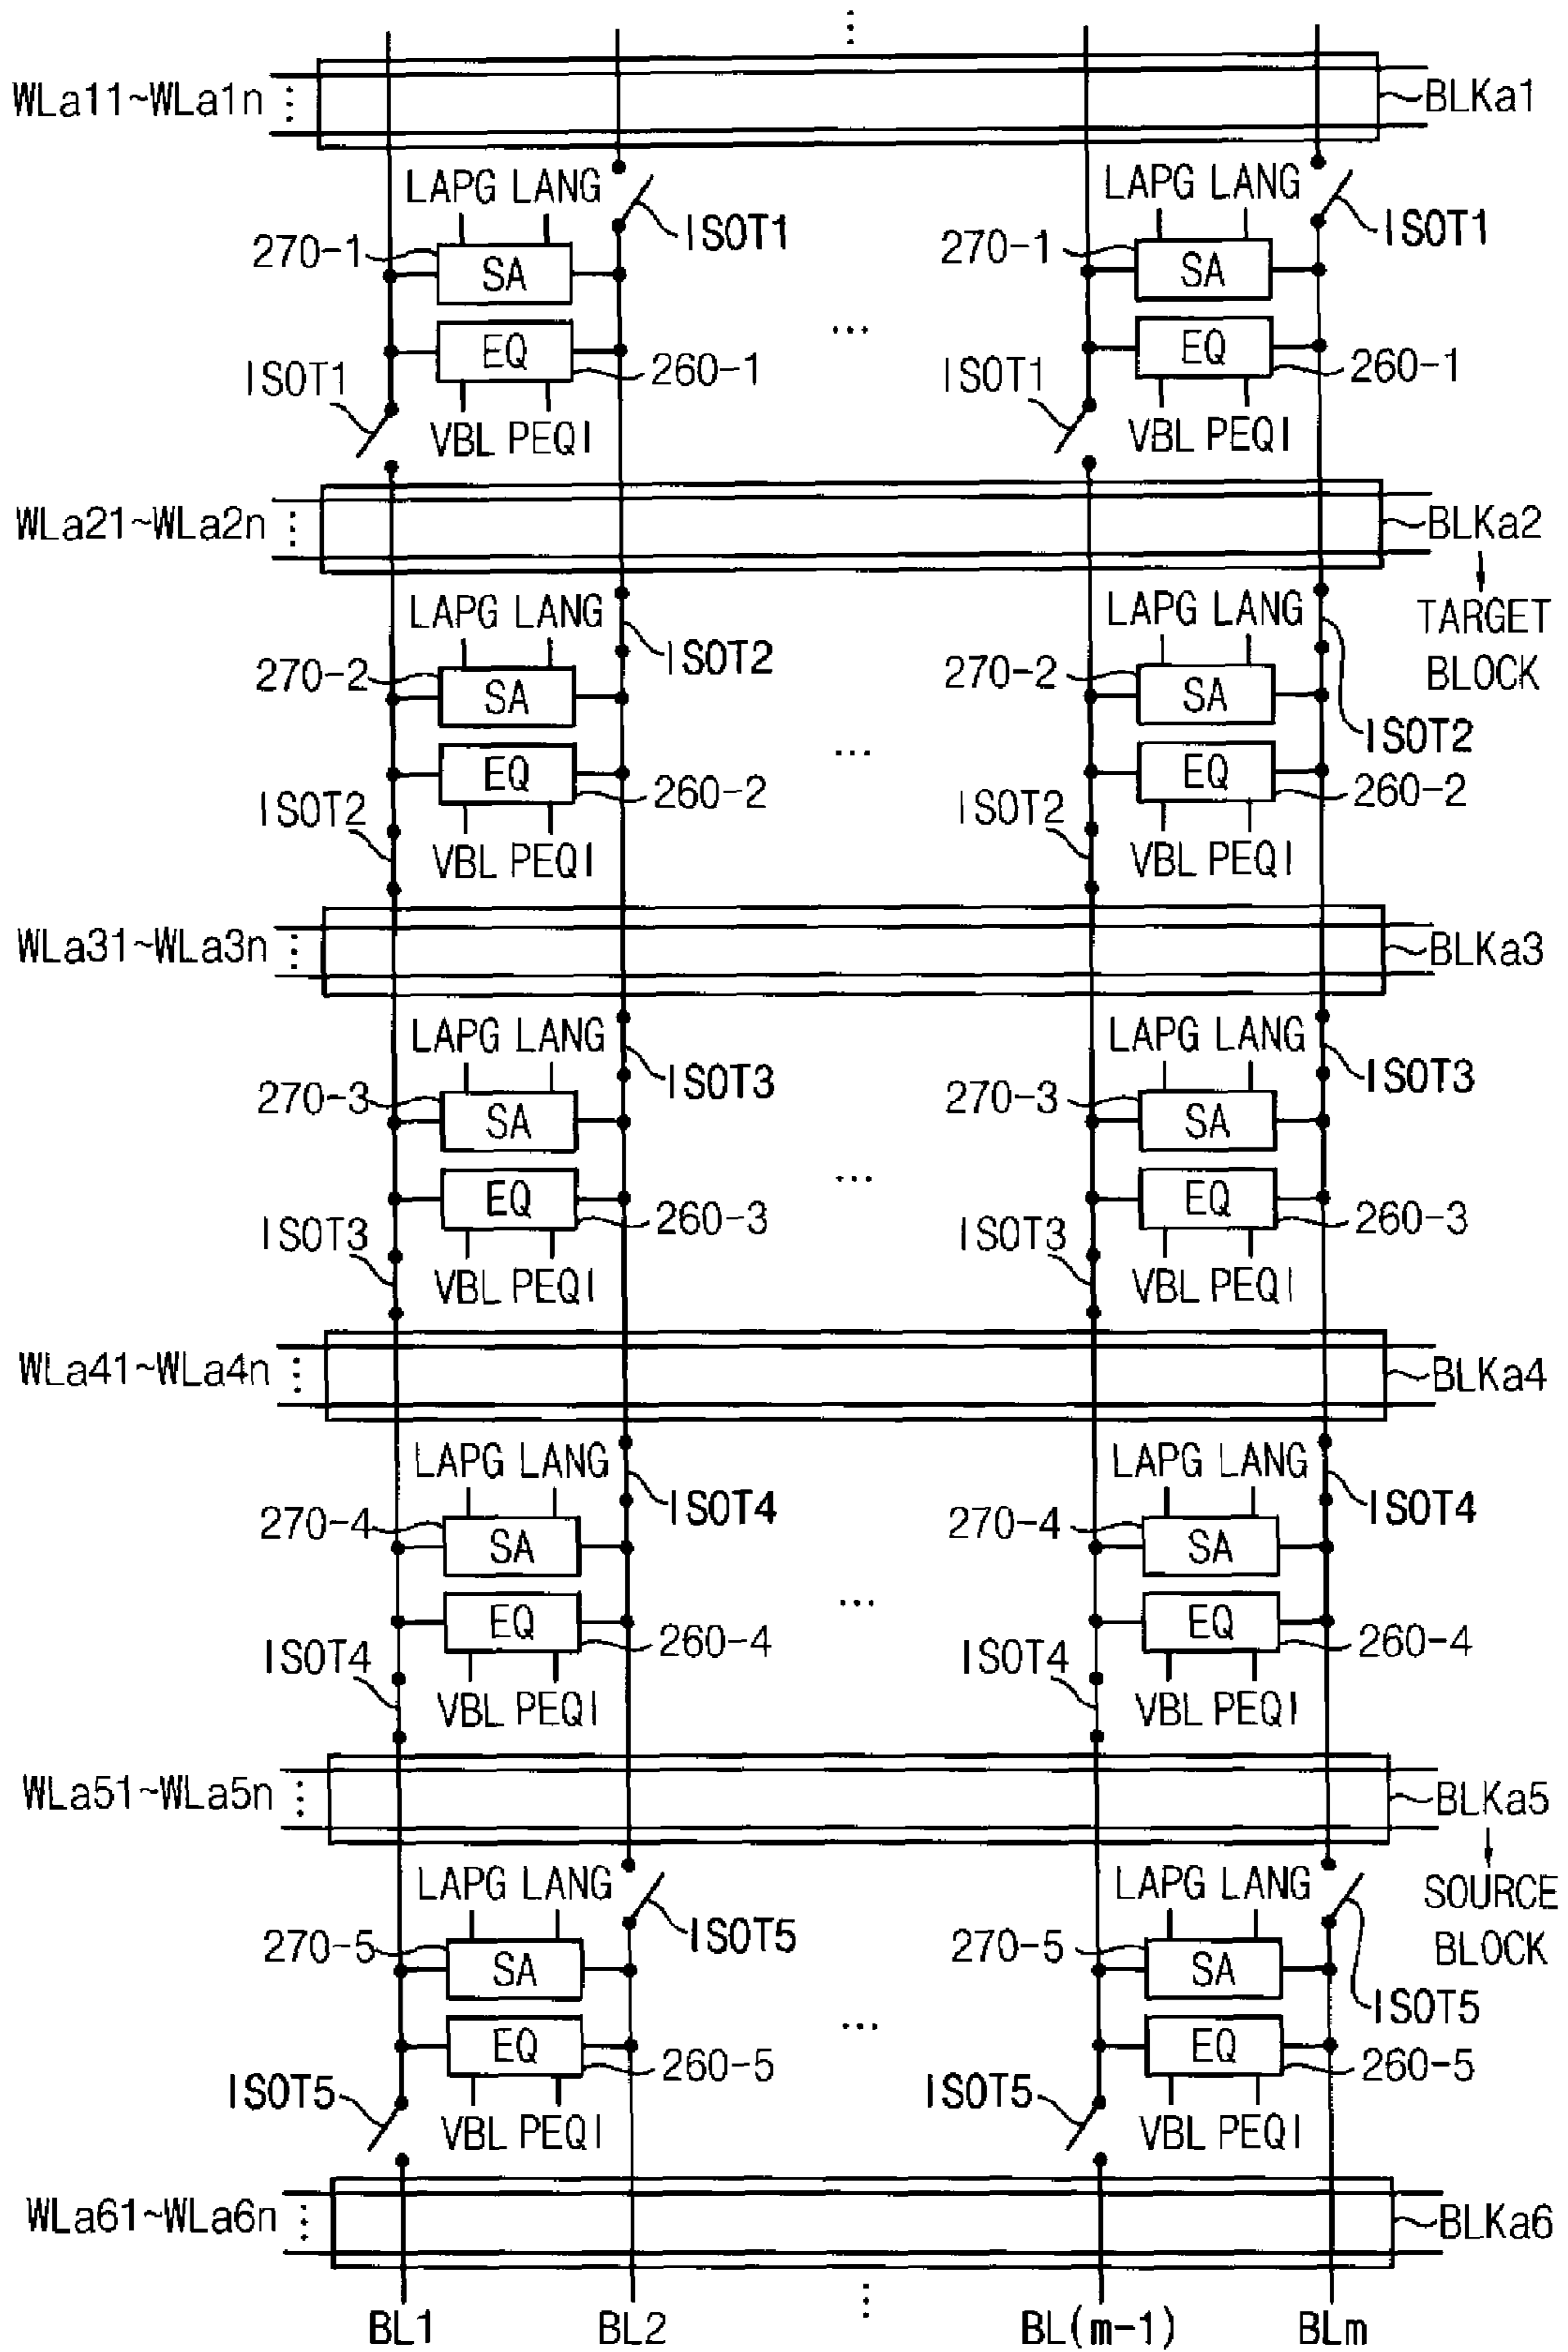 ⋮
WLa11~WLa1n ⋮ BLKa1
LAPG LANG LAPG LANG
ISOT1 ISOT1
270-1 SA 270-1 SA
...
EQ EQ
ISOT1 260-1 ISOT1 260-1
VBL PEQI VBL PEQI
WLa21~WLa2n ⋮ BLKa2
TARGET
BLOCK
LAPG LANG LAPG LANG
ISOT2
270-2 SA 270-2 SA
ISOT2
...
EQ EQ
ISOT2 260-2 ISOT2 260-2
VBL PEQI VBL PEQI
WLa31~WLa3n ⋮ BLKa3
LAPG LANG LAPG LANG
ISOT3 ISOT3
270-3 SA 270-3 SA
...
EQ EQ
ISOT3 260-3 ISOT3 260-3
VBL PEQI VBL PEQI
WLa41~WLa4n ⋮ BLKa4
LAPG LANG LAPG LANG
ISOT4 ISOT4
270-4 SA 270-4 SA
...
EQ EQ
ISOT4 260-4 ISOT4 260-4
VBL PEQI VBL PEQI
WLa51~WLa5n ⋮ BLKa5
SOURCE
BLOCK
LAPG LANG LAPG LANG
ISOT5
270-5 SA 270-5 SA
ISOT5
...
EQ EQ
ISOT5 260-5 ISOT5 260-5
VBL PEQI VBL PEQI
WLa61~WLa6n ⋮ BLKa6
⋮
BL1 BL2 BL(m-1) BLm